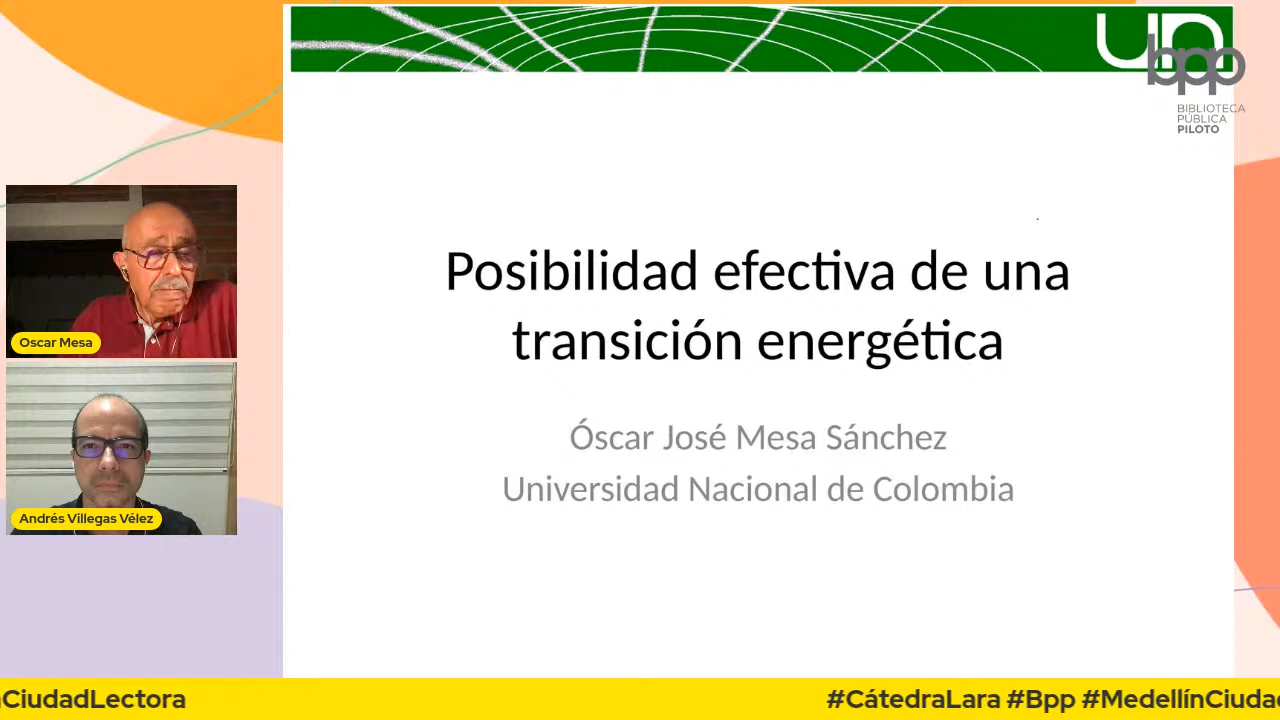 un
bpp
BIBLIOTECA
PÚBLICA
PILOTO
Posibilidad efectiva de una
transición energética
Óscar José Mesa Sánchez
Universidad Nacional de Colombia
Oscar Mesa
Andrés Villegas Vélez
nCiudadLectora
#CátedraLara #Bpp #MedellínCiudad